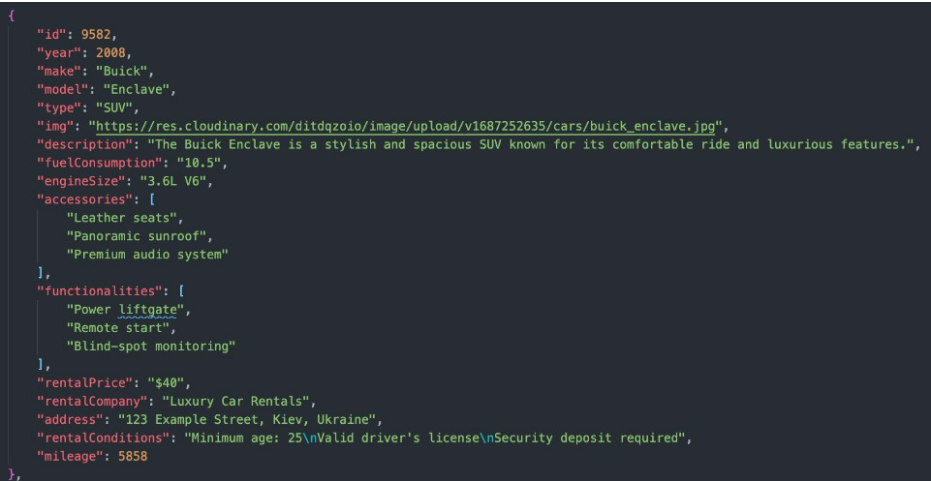 {
"id": 9582,
"year": 2008,
"make": "Buick",
"model": "Enclave",
"type": "SUV",
"img": "https://res.cloudinary.com/ditdqzoio/image/upload/v1687252635/cars/buick_enclave.jpg",
"description": "The Buick Enclave is a stylish and spacious SUV known for its comfortable ride and luxurious features.",
"fuelConsumption": "10.5",
"engineSize": "3.6L V6",
"accessories": [
"Leather seats",
"Panoramic sunroof",
"Premium audio system"
],
"functionalities": [
"Power liftgate",
"Remote start",
"Blind-spot monitoring"
],
"rentalPrice": "$40",
"rentalCompany": "Luxury Car Rentals",
"address": "123 Example Street, Kiev, Ukraine",
"rentalConditions": "Minimum age: 25\nValid driver's license\nSecurity deposit required",
"mileage": 5858
},